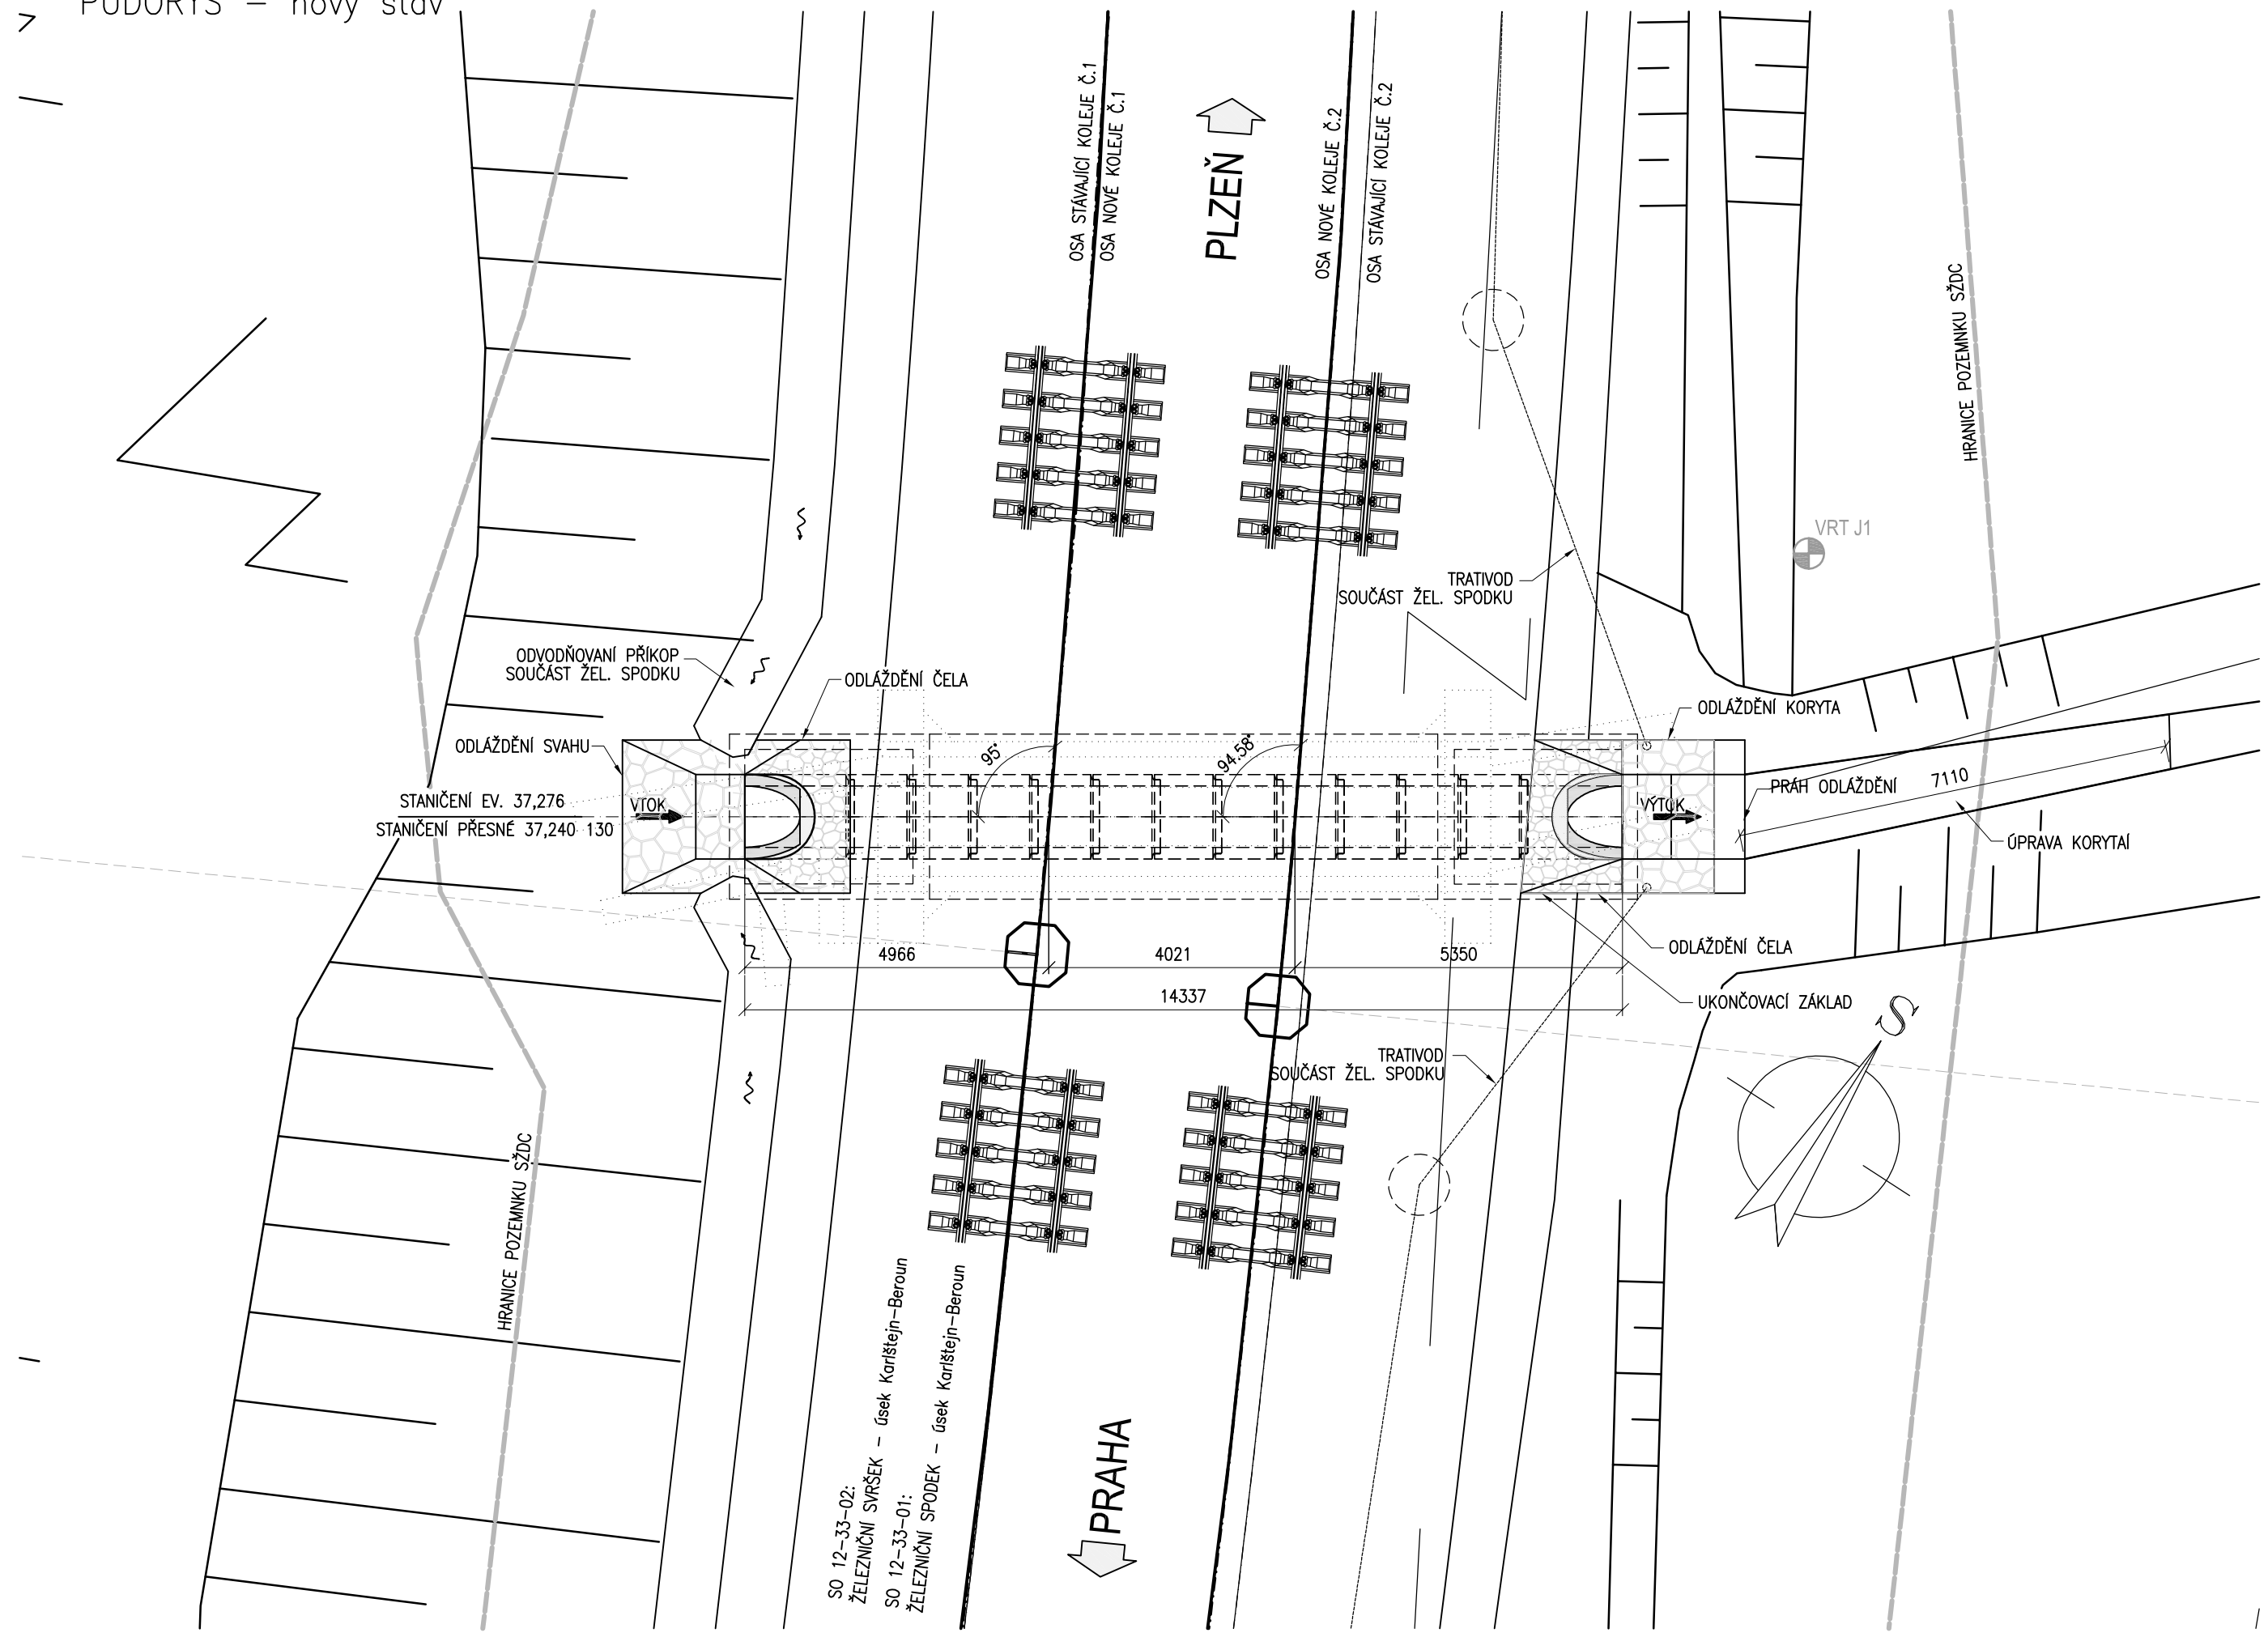 PŮDORYS – nový stav
OSA STÁVAJÍCÍ KOLEJE Č.1
OSA NOVÉ KOLEJE Č.1
PLZEŇ
OSA NOVÉ KOLEJE Č.2
OSA STÁVAJÍCÍ KOLEJE Č.2
HRANICE POZEMNKU SŽDC
VRT J1
TRATIVOD
SOUČÁST ŽEL. SPODKU
ODVODŇOVANÍ PŘÍKOP
SOUČÁST ŽEL. SPODKU
ODLÁŽDĚNÍ ČELA
ODLÁŽDĚNÍ KORYTA
ODLÁŽDĚNÍ SVAHU
95°
94.58°
STANIČENÍ EV. 37,276
STANIČENÍ PŘESNÉ 37,240 130
VTOK
VÝTOK
PRÁH ODLÁŽDĚNÍ
7110
ÚPRAVA KORYTAÍ
4966
4021
5350
14337
ODLÁŽDĚNÍ ČELA
UKONČOVACÍ ZÁKLAD
S
TRATIVOD
SOUČÁST ŽEL. SPODKU
HRANICE POZEMNKU SŽDC
SO 12-33-02:
ŽELEZNIČNÍ SVRŠEK – úsek Karlštejn-Beroun
SO 12-33-01:
ŽELEZNIČNÍ SPODEK – úsek Karlštejn-Beroun
PRAHA